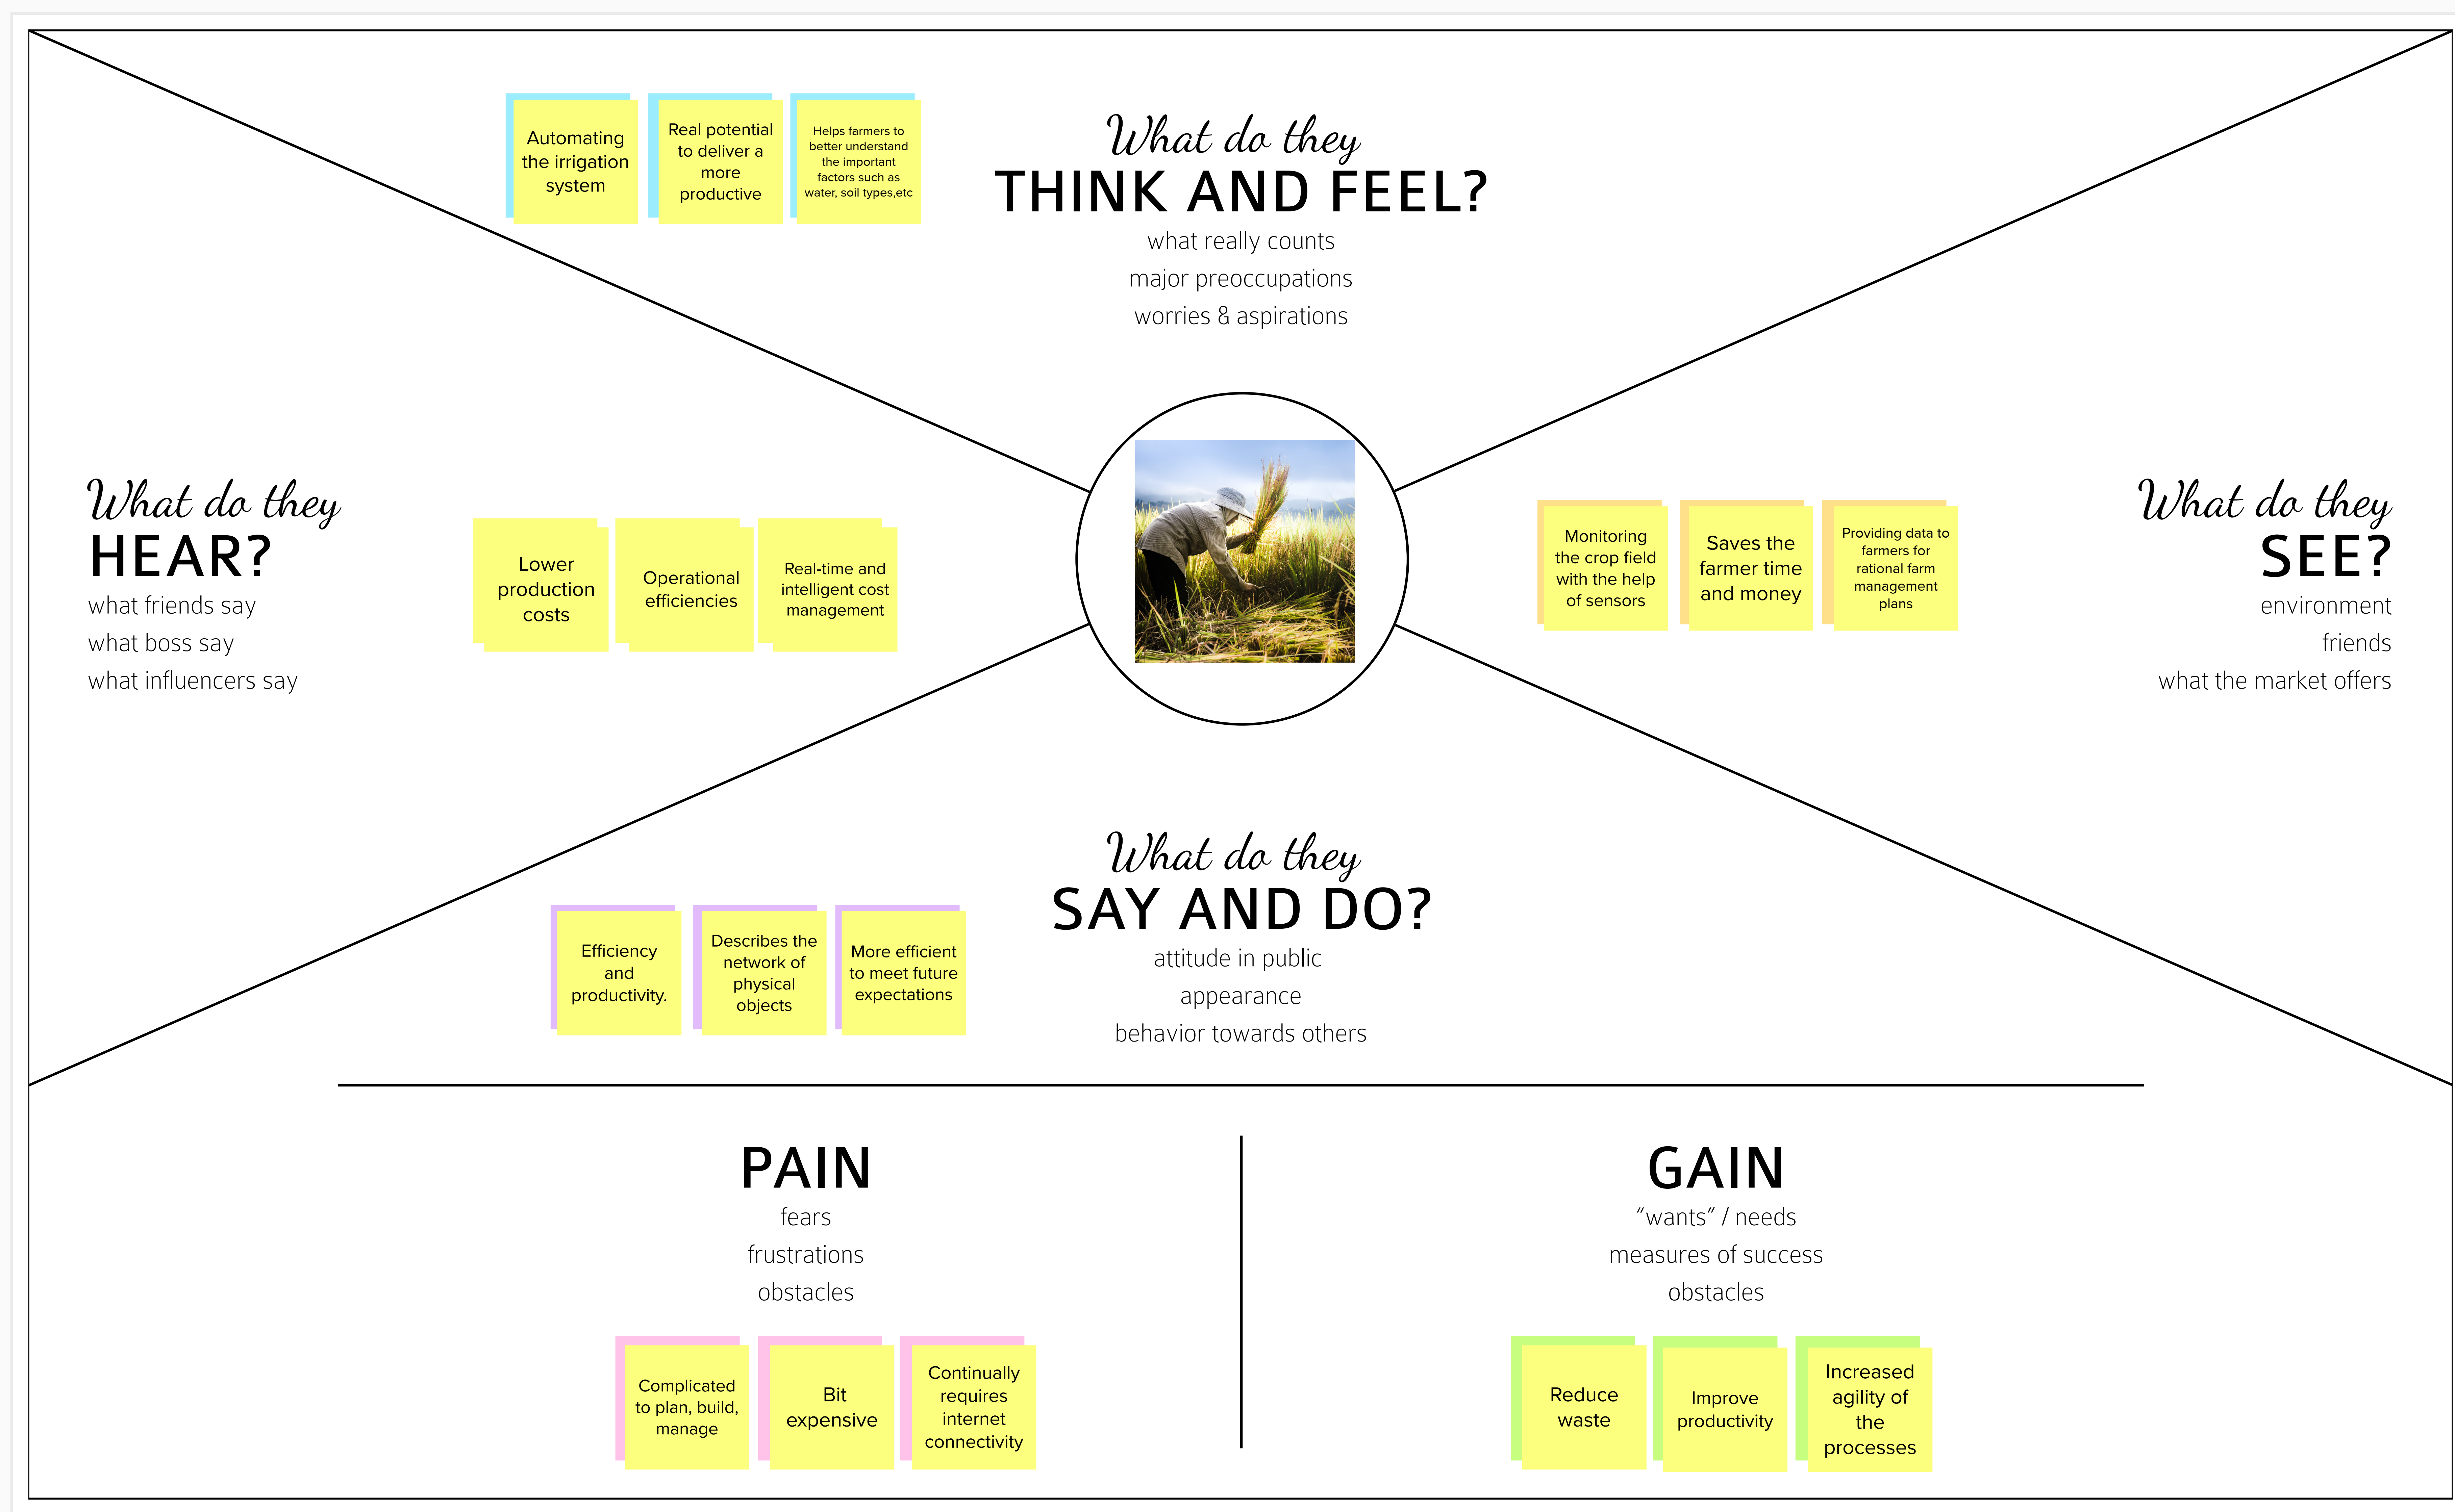 Automating
the irrigation
system
Real potential
to deliver a
more
productive
Helps farmers to
better understand
the important
factors such as
water, soil types,etc
What do they
THINK AND FEEL?
what really counts
major preoccupations
worries & aspirations
What do they
HEAR?
what friends say
what boss say
what influencers say
Lower
production
costs
Operational
efficiencies
Real-time and
intelligent cost
management
Monitoring
the crop field
with the help
of sensors
Saves the
farmer time
and money
Providing data to
farmers for
rational farm
management
plans
What do they
SEE?
environment
friends
what the market offers
What do they
SAY AND DO?
attitude in public
appearance
behavior towards others
Efficiency
and
productivity.
Describes the
network of
physical
objects
More efficient
to meet future
expectations
PAIN
fears
frustrations
obstacles
Complicated
to plan, build,
manage
Bit
expensive
Continually
requires
internet
connectivity
GAIN
“wants” / needs
measures of success
obstacles
Reduce
waste
Improve
productivity
Increased
agility of
the
processes